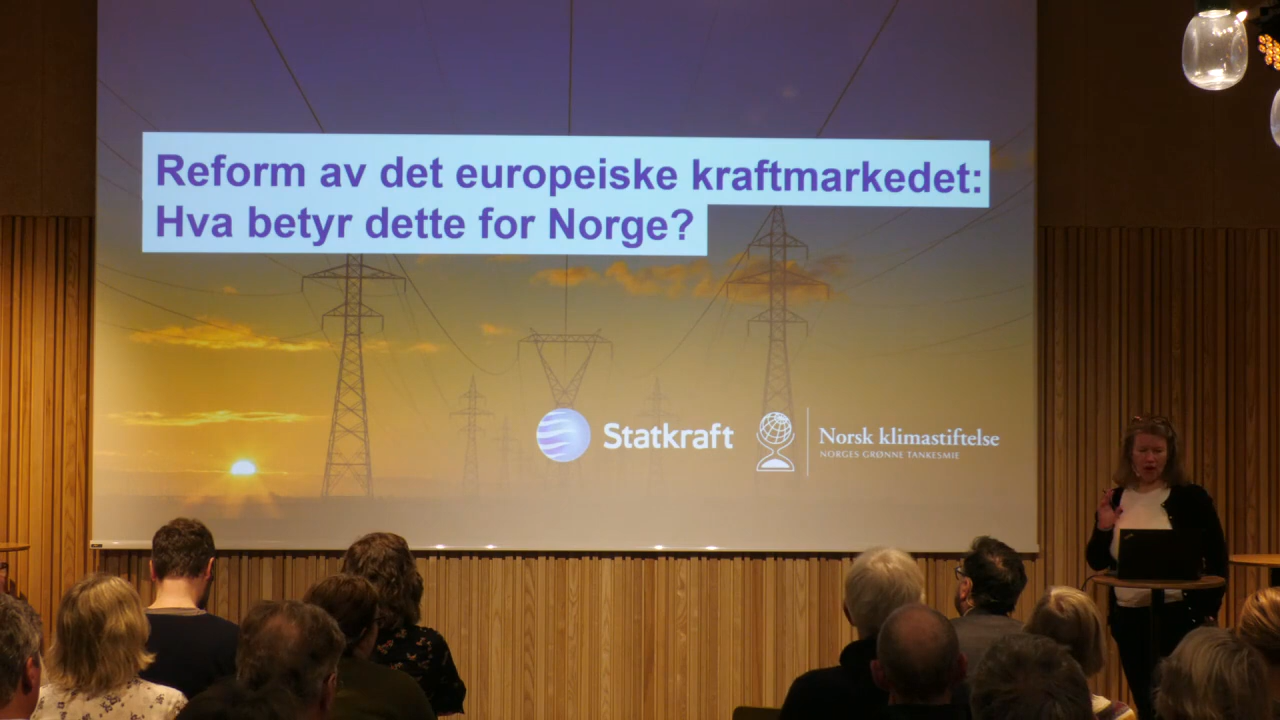 Reform av det europeiske kraftmarkedet:
Hva betyr dette for Norge?
Statkraft
Norsk klimastiftelse
NORGES GRØNNE TANKESMIE